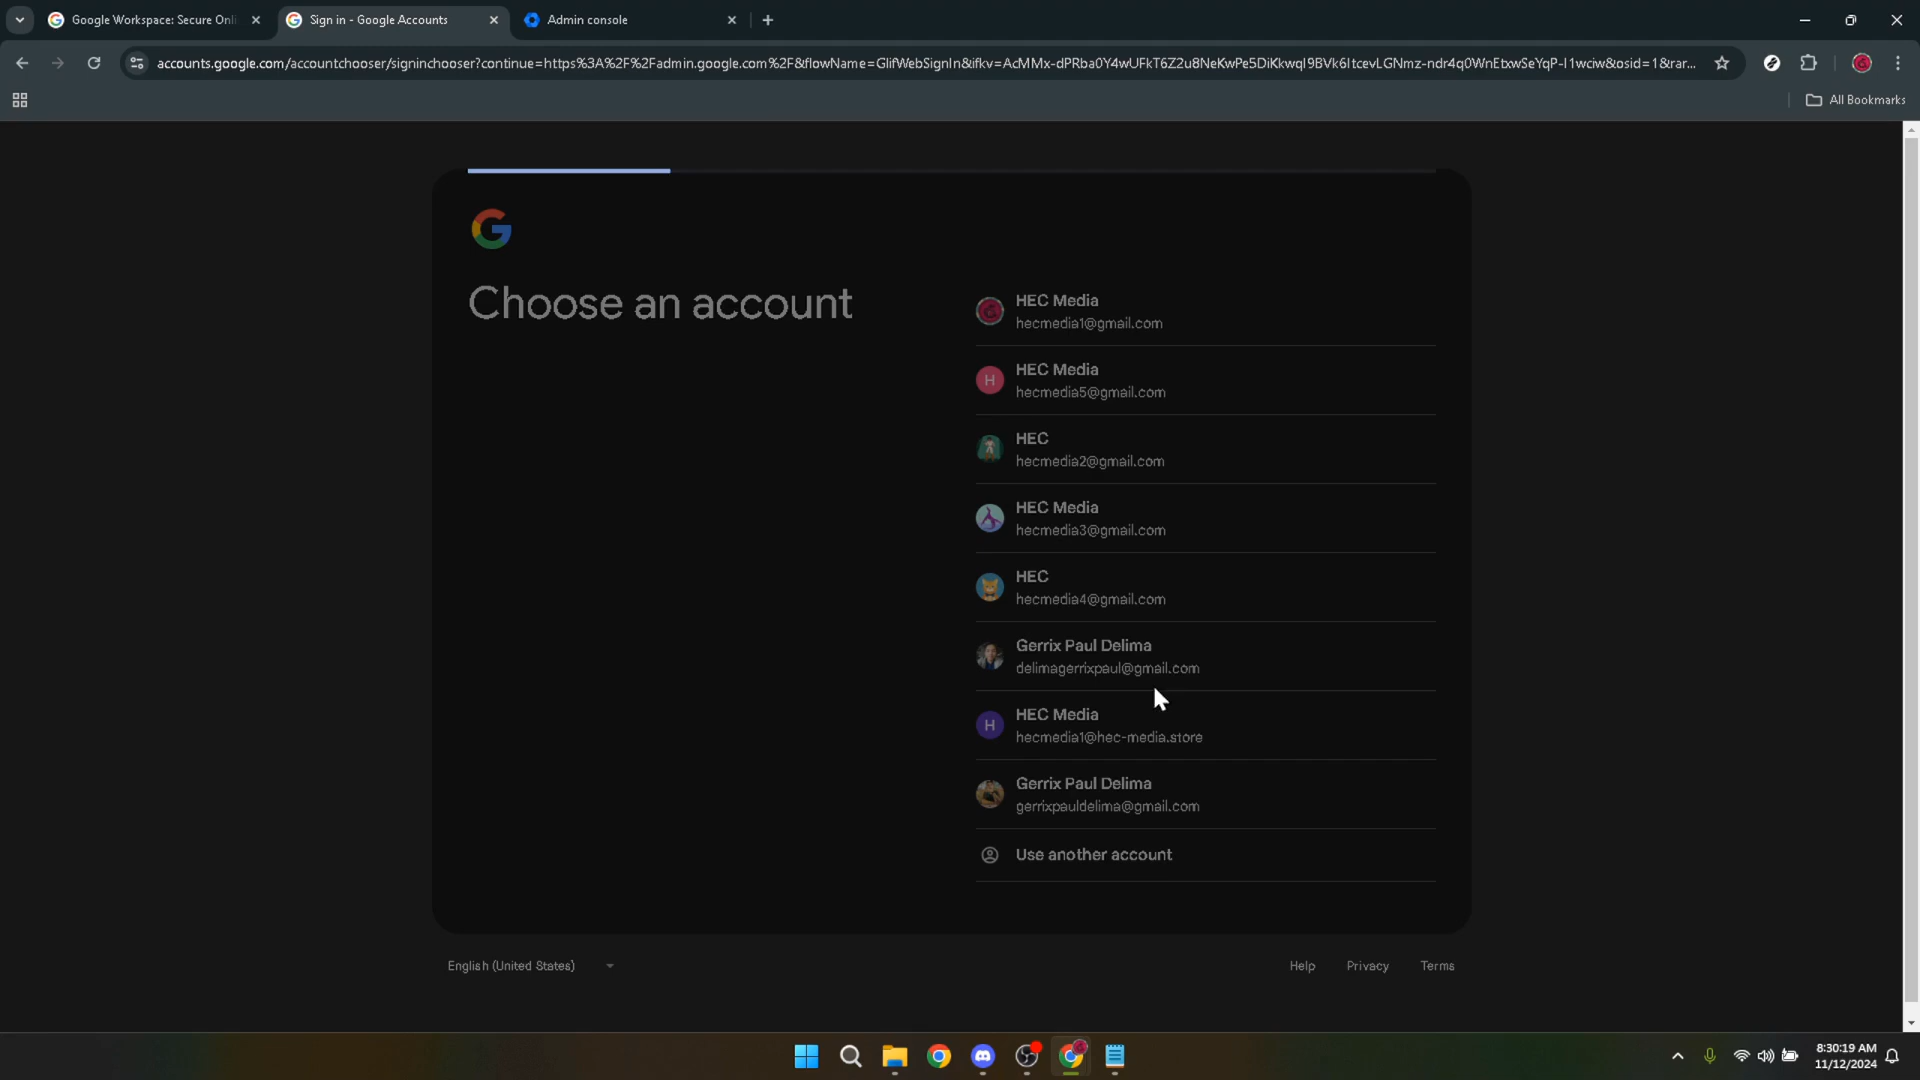 Google Workspace: Secure Onli
Sign in - Google Accounts
Admin console
accounts.google.com/accountchooser/signinchooser?continue=https%3A%2F%2Fadmin.google.com%2F&flowName=GlifWebSignIn&ifkv=AcMMx-dPRba0Y4wUFkT6Z2u8NeKwPe5DiKkwqI9BVk6ItcevLGNmz-ndr4q0WnEtxwSeYqP-I1wciw&osid=1&rar...
All Bookmarks
Choose an account
HEC Media
hecmedia1@gmail.com
H
HEC Media
hecmedia5@gmail.com
HEC
hecmedia2@gmail.com
HEC Media
hecmedia3@gmail.com
HEC
hecmedia4@gmail.com
Gerrix Paul Delima
delimagerrixpaul@gmail.com
H
HEC Media
hecmedia1@hec-media.store
Gerrix Paul Delima
gerrixpauldelima@gmail.com
Use another account
English (United States)
Help
Privacy
Terms
8:30:19 AM
11/12/2024